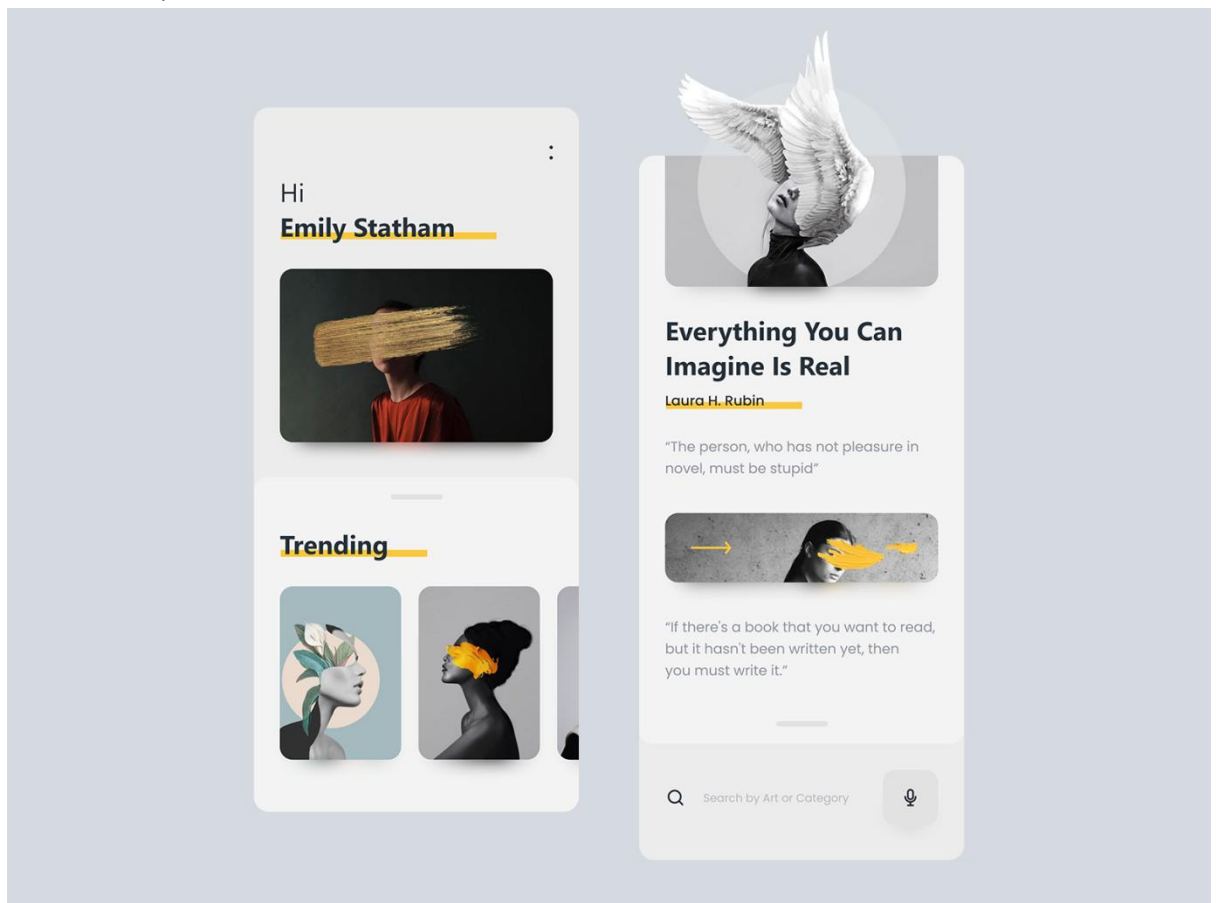 Hi
Emily Statham
Trending
Everything You Can
Imagine Is Real
Laura H. Rubin
“The person, who has not pleasure in
novel, must be stupid”
“If there's a book that you want to read,
but it hasn't been written yet, then
you must write it.”
Search by Art or Category